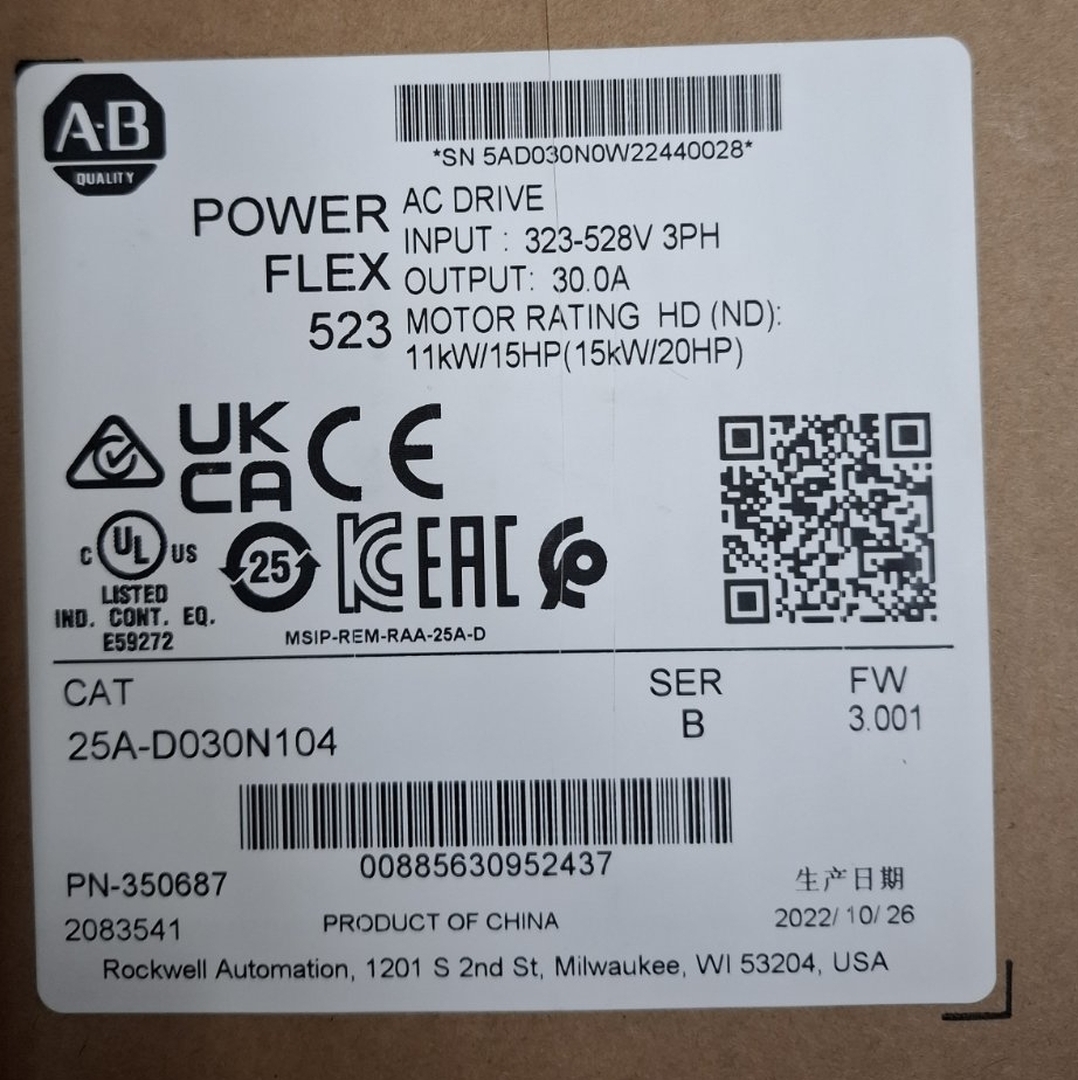 A-B
QUALITY
*SN 5AD030N0W22440028*
POWER
FLEX
523
AC DRIVE
INPUT : 323-528V 3PH
OUTPUT: 30.0A
MOTOR RATING HD (ND):
11kW/15HP(15kW/20HP)
UK
CA
CE
C UL US
LISTED
IND. CONT. EQ.
E59272
25
KC
EAC
MSIP-REM-RAA-25A-D
CAT
25A-D030N104
SER
B
FW
3.001
00885630952437
PN-350687
2083541
PRODUCT OF CHINA
生产日期
2022/ 10/ 26
Rockwell Automation, 1201 S 2nd St, Milwaukee, WI 53204, USA